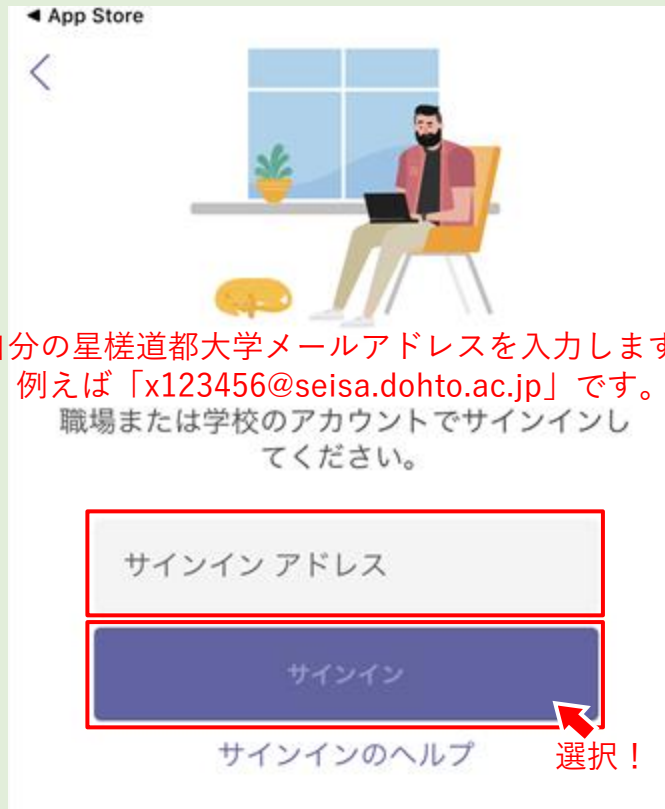 ◀ App Store
分の星槎道都大学メールアドレスを入力します
例えば「x123456@seisa.dohto.ac.jp」です。
職場または学校のアカウントでサインインし
てください。
サインイン アドレス
サインイン
サインインのヘルプ
選択！